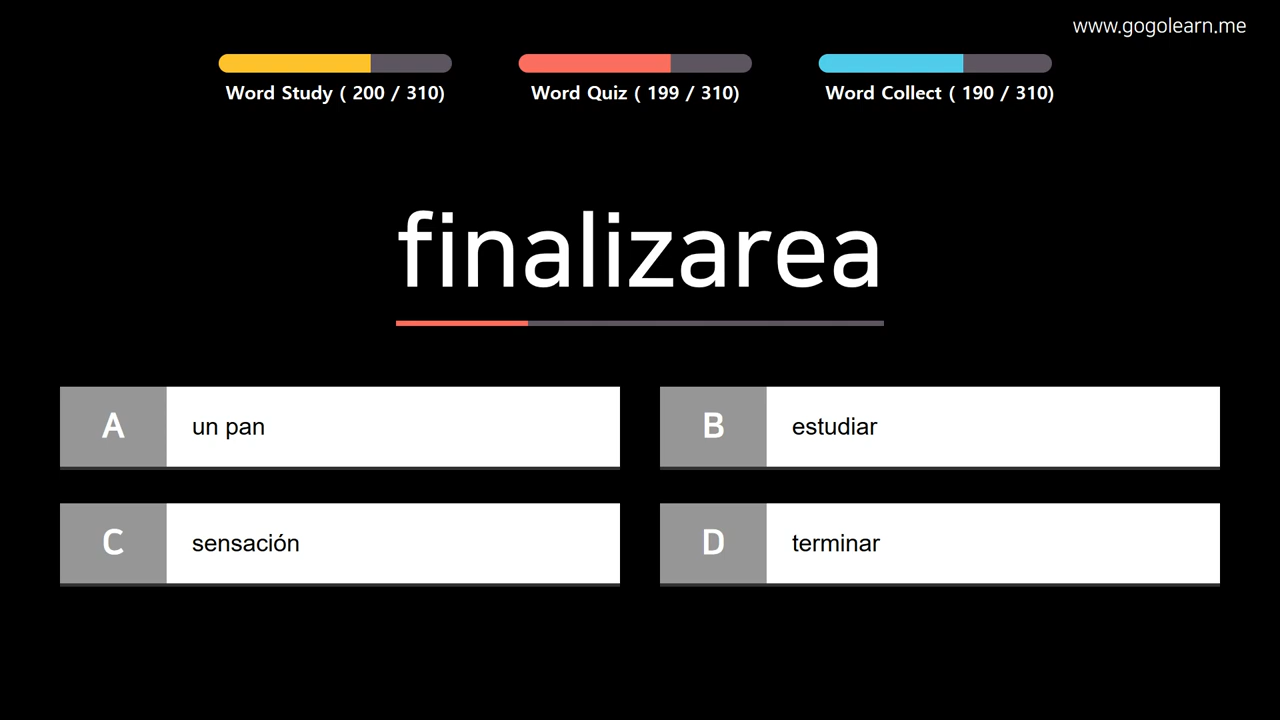 www.gogolearn.me
Word Study ( 200 / 310)
Word Quiz ( 199 / 310)
Word Collect ( 190 / 310)
finalizarea
A
un pan
B
estudiar
C
sensación
D
terminar